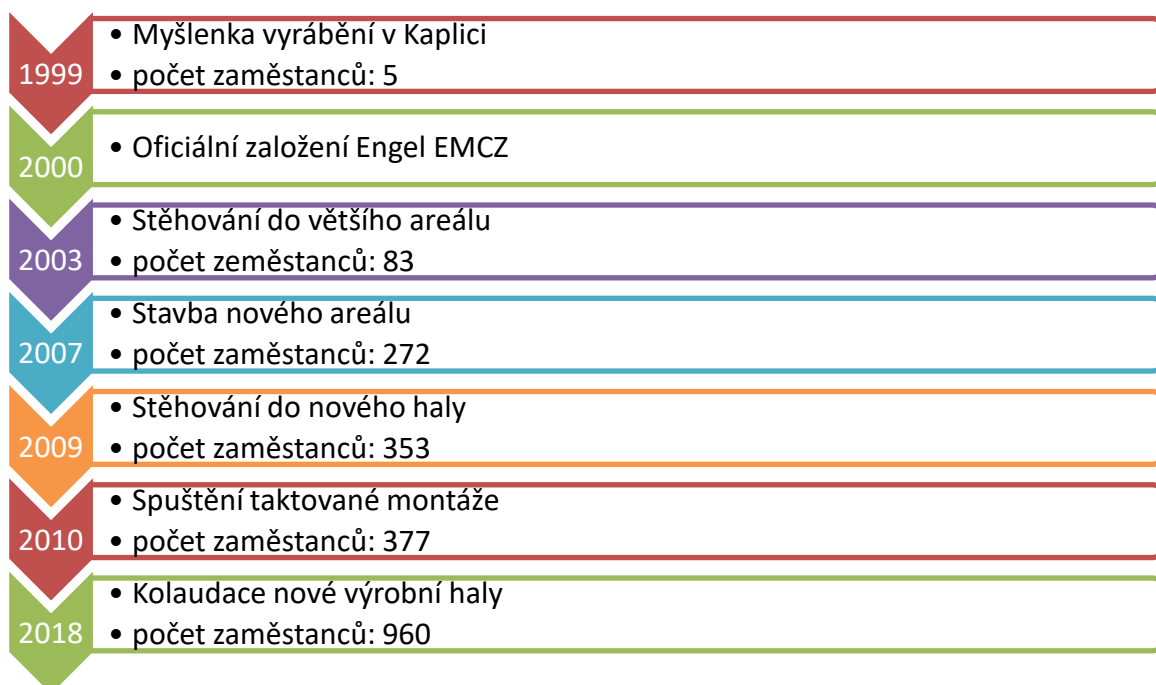 1999
• Myšlenka vyrábění v Kaplici
• počet zaměstanců: 5
2000
• Oficiální založení Engel EMCZ
2003
• Stěhování do většího areálu
• počet zeměstanců: 83
2007
• Stavba nového areálu
• počet zaměstanců: 272
2009
• Stěhování do nového haly
• počet zaměstanců: 353
2010
• Spuštění taktované montáže
• počet zaměstanců: 377
2018
• Kolaudace nové výrobní haly
• počet zaměstanců: 960